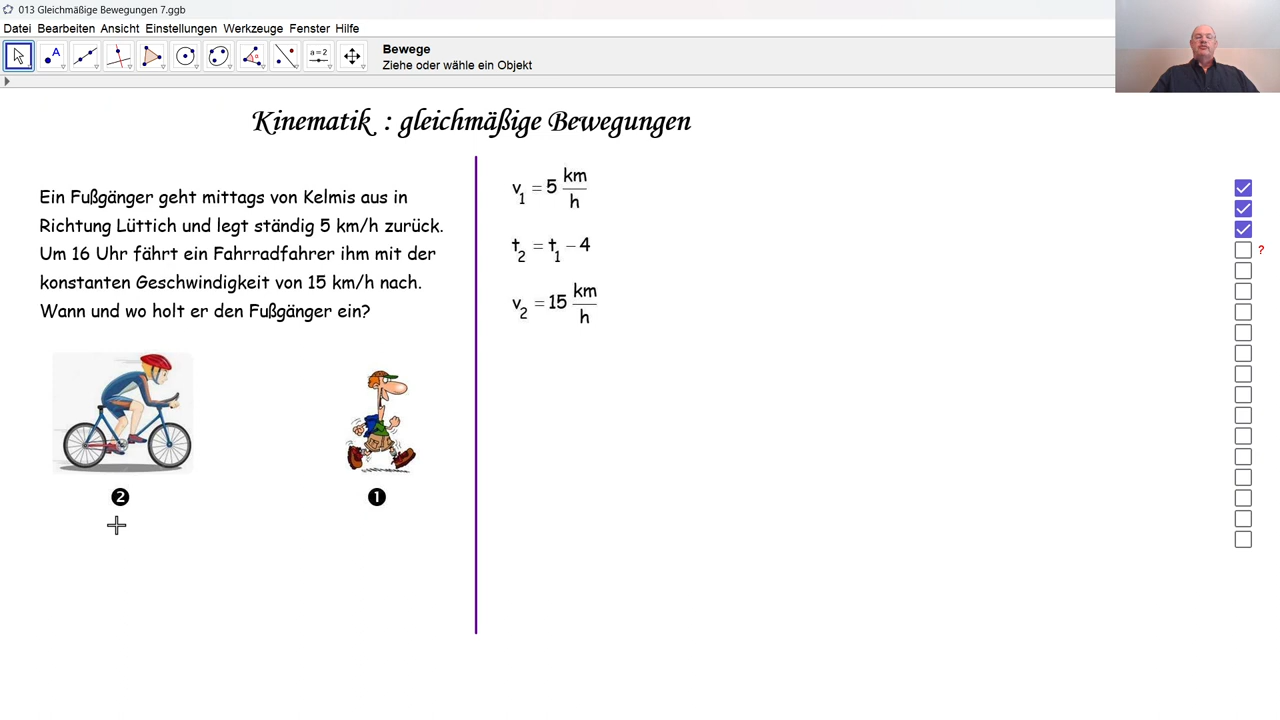 013 Gleichmäßige Bewegungen 7.ggb
Datei Bearbeiten Ansicht Einstellungen Werkzeuge Fenster Hilfe
A
a=2
Bewege
Ziehe oder wähle ein Objekt
Kinematik : gleichmäßige Bewegungen
Ein Fußgänger geht mittags von Kelmis aus in
Richtung Lüttich und legt ständig 5 km/h zurück.
Um 16 Uhr fährt ein Fahrradfahrer ihm mit der
konstanten Geschwindigkeit von 15 km/h nach.
Wann und wo holt er den Fußgänger ein?
❷
❶
v₁ = 5 km/h
t₂ = t₁ − 4
v₂ = 15 km/h
?